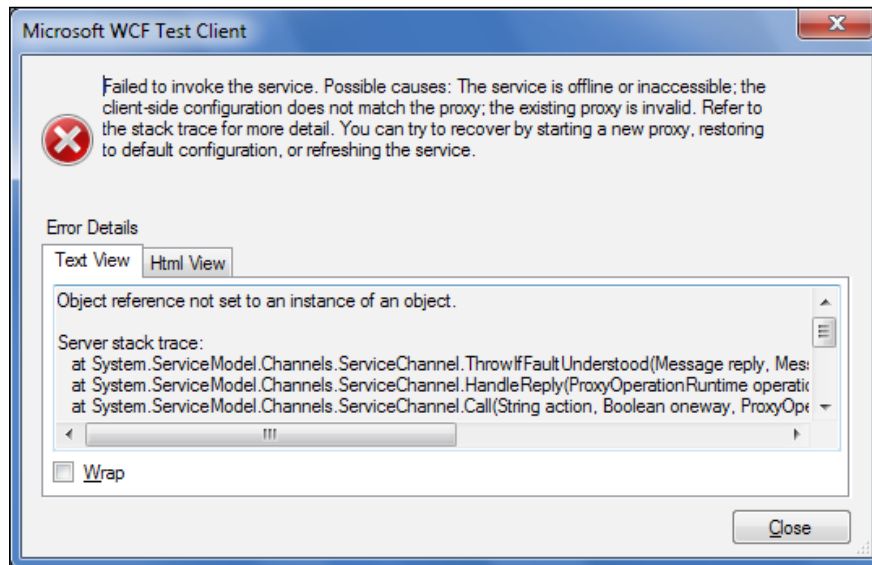 Microsoft WCF Test Client
Failed to invoke the service. Possible causes: The service is offline or inaccessible; the
client-side configuration does not match the proxy; the existing proxy is invalid. Refer to
the stack trace for more detail. You can try to recover by starting a new proxy, restoring
to default configuration, or refreshing the service.
Error Details
Text View Html View
Object reference not set to an instance of an object.
Server stack trace:
at System.ServiceModel.Channels.ServiceChannel.ThrowIfFaultUnderstood(Message reply, Mes
at System.ServiceModel.Channels.ServiceChannel.HandleReply(ProxyOperationRuntime operatio
at System.ServiceModel.Channels.ServiceChannel.Call(String action, Boolean oneway, ProxyOpe
Wrap
Close